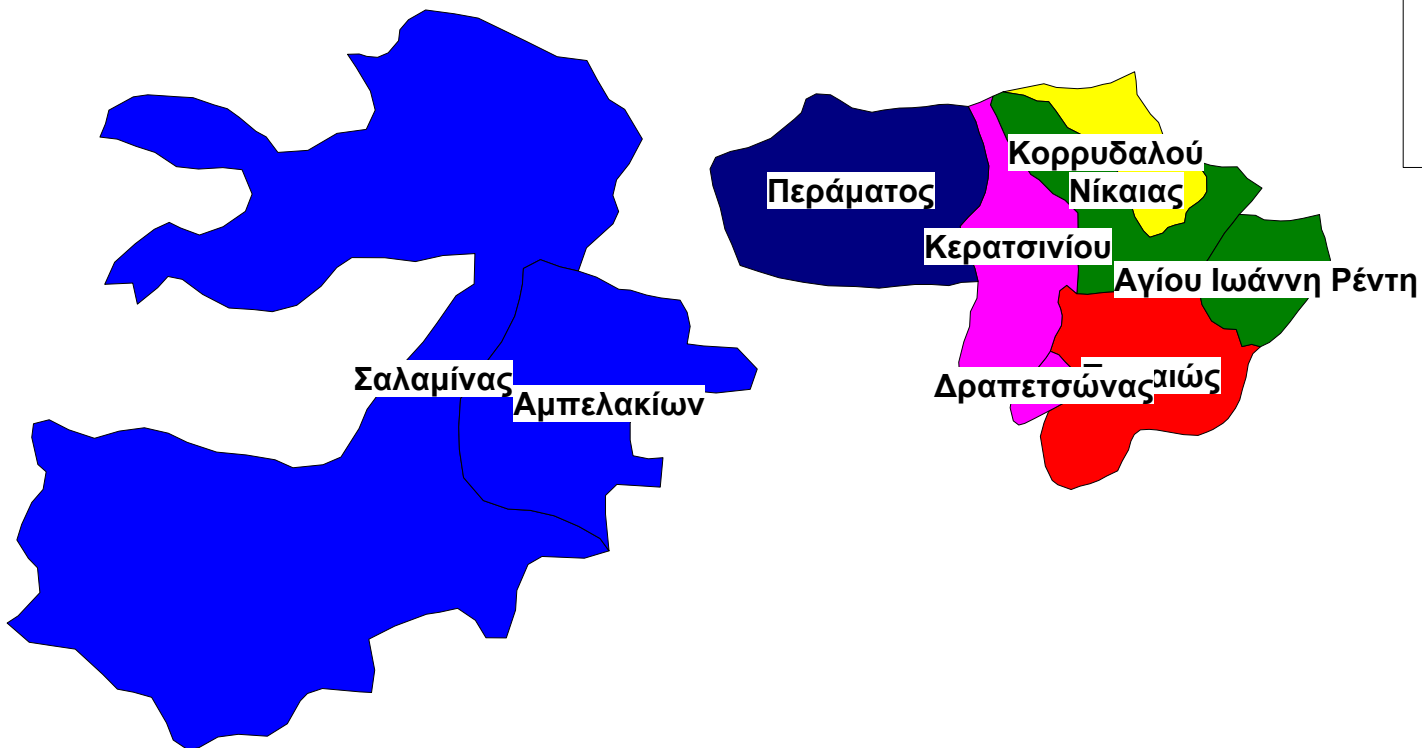 Κορρυδαλού
Περάματος
Νίκαιας
Κερατσινίου
Αγίου Ιωάννη Ρέντη
Σαλαμίνας
Δραπετσώνας
Αμπελακίων